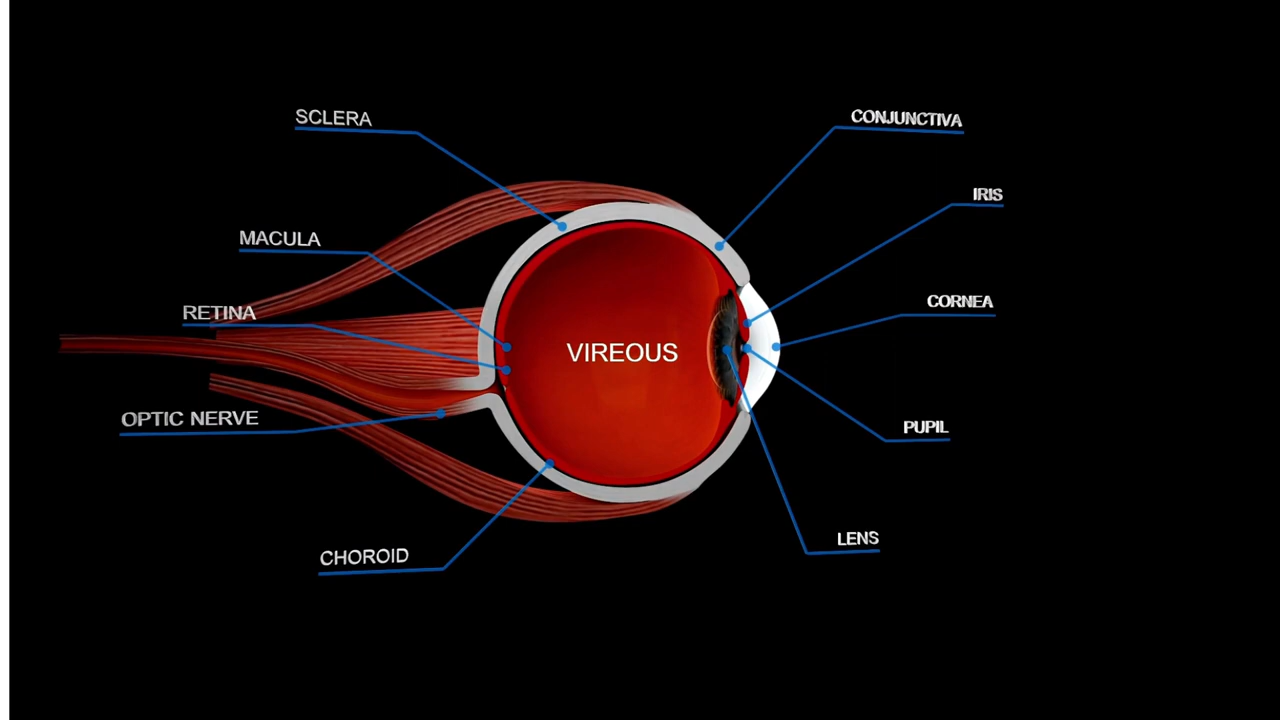 SCLERA
CONJUNCTIVA
IRIS
MACULA
CORNEA
RETINA
VIREOUS
OPTIC NERVE
PUPIL
LENS
CHOROID